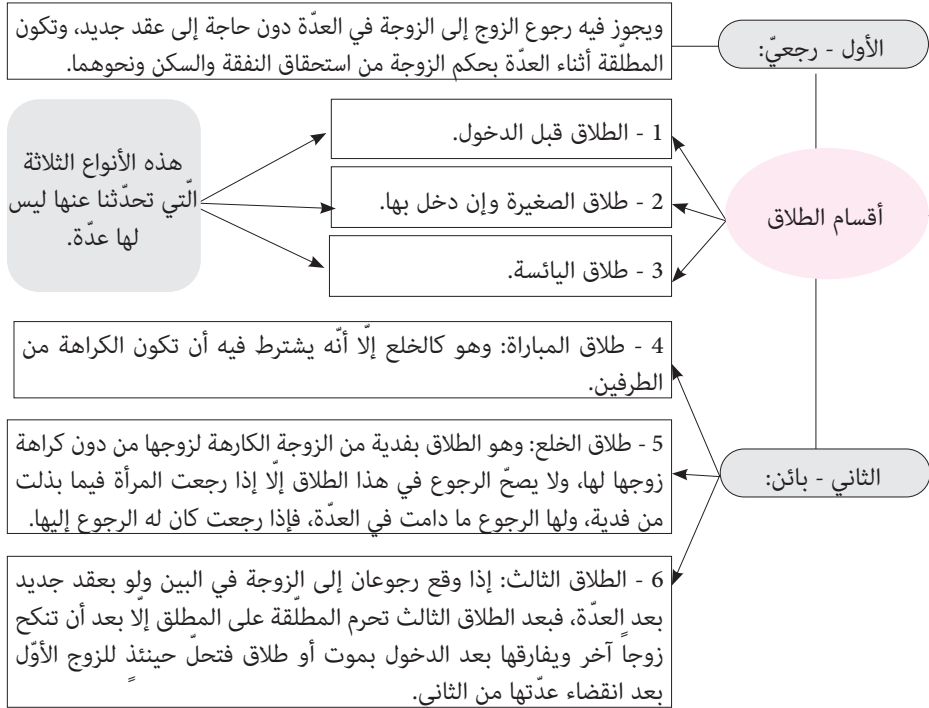 أقسام الطلاق
الأول - رجعيّ:
ويجوز فيه رجوع الزوج إلى الزوجة في العدّة دون حاجة إلى عقد جديد، وتكون
المطلّقة أثناء العدّة بحكم الزوجة من استحقاق النفقة والسكن ونحوهما.
1 - الطلاق قبل الدخول.
2 - طلاق الصغيرة وإن دخل بها.
3 - طلاق اليائسة.
هذه الأنواع الثلاثة
الّتي تحدّثنا عنها ليس
لها عدّة.
الثاني - بائن:
4 - طلاق المباراة: وهو كالخلع إلّا أنّه يشترط فيه أن تكون الكراهة من
الطرفين.
5 - طلاق الخلع: وهو الطلاق بفدية من الزوجة الكارهة لزوجها من دون كراهة
زوجها لها، ولا يصحّ الرجوع في هذا الطلاق إلّا إذا رجعت المرأة فيما بذلت
من فدية، ولها الرجوع ما دامت في العدّة، فإذا رجعت كان له الرجوع إليها.
6 - الطلاق الثالث: إذا وقع رجوعان إلى الزوجة في البين ولو بعقد جديد
بعد العدّة، فبعد الطلاق الثالث تحرم المطلّقة على المطلق إلّا بعد أن تنكح
زوجاً آخر ويفارقها بعد الدخول بموت أو طلاق فتحلّ حينئذٍ للزوج الأوّل
بعد انقضاء عدّتها من الثاني.